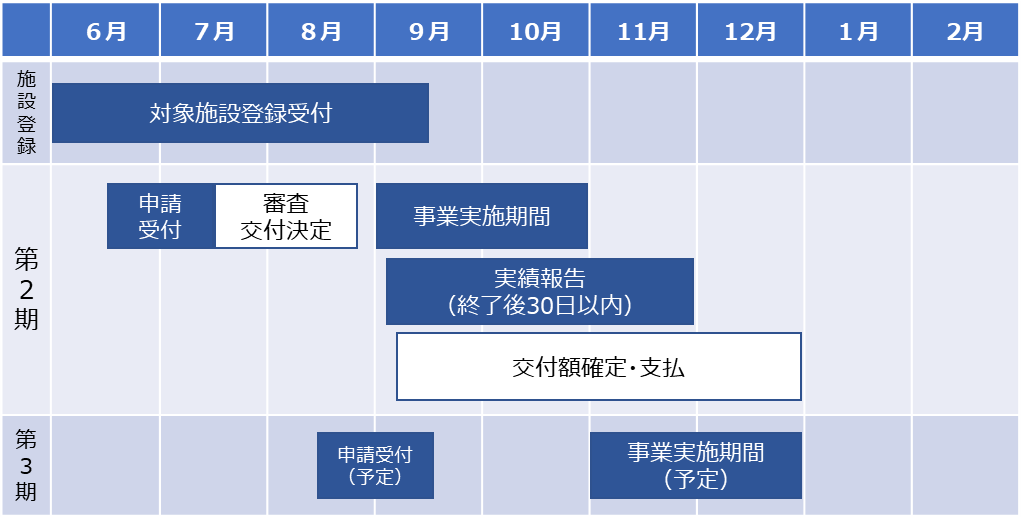 ６月 ７月 ８月 ９月 10月 11月 12月 １月 ２月
施設登録
対象施設登録受付
第２期
申請
受付
審査
交付決定
事業実施期間
実績報告
（終了後30日以内）
交付額確定・支払
第３期
申請受付
（予定）
事業実施期間
（予定）